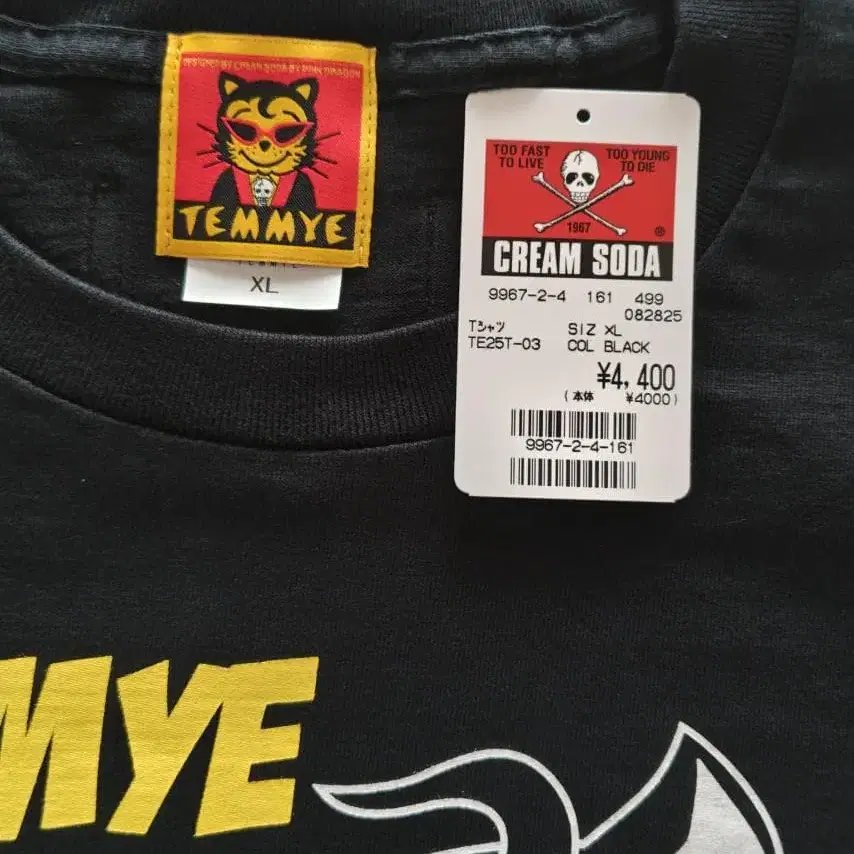 DESIGNED BY CREAM SODA BY PINK DRAGON
TEMMYE
TEMMYE
XL
TOO FAST TO LIVE
TOO YOUNG TO DIE
1967
®
CREAM SODA
9967-2-4 161 499
082825
Tシャツ SIZ XL
TE25T-03 COL BLACK
¥4,400
(本体 ¥4000)
9967-2-4-161
MYE